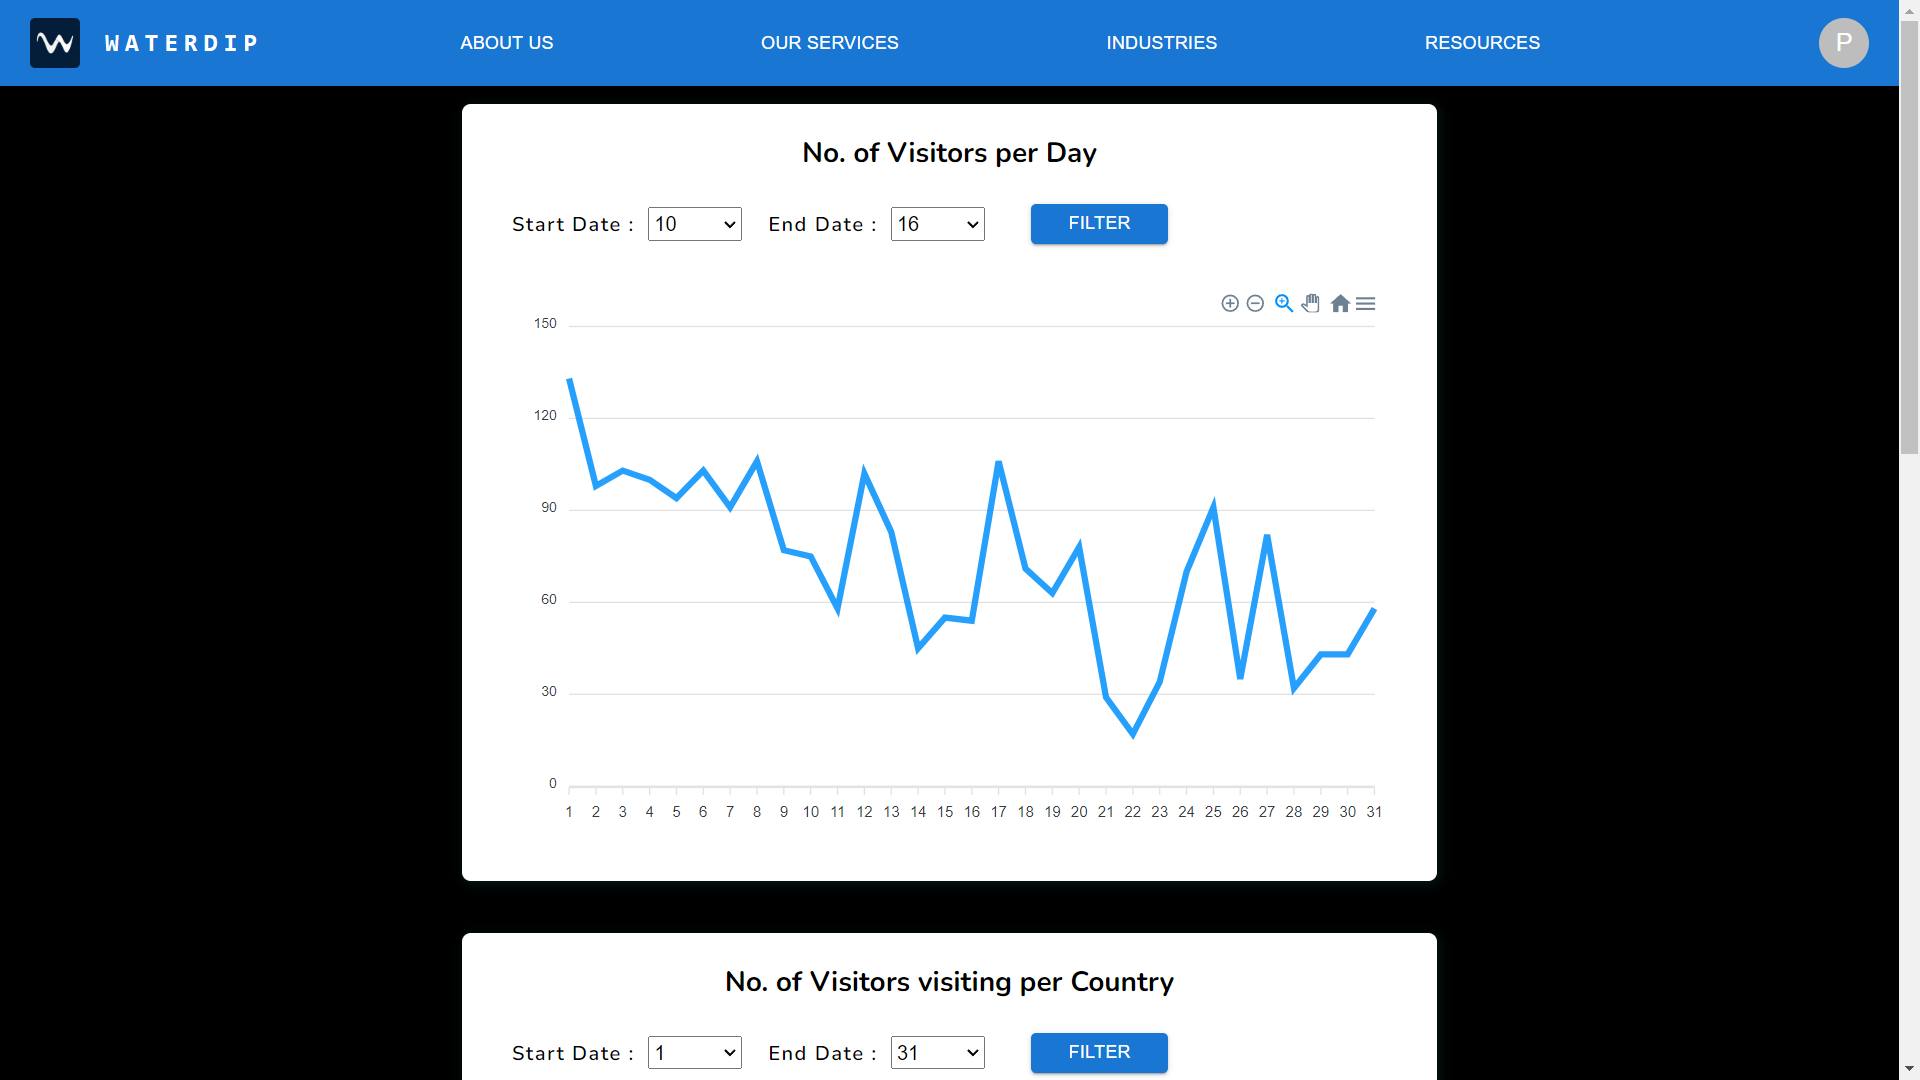 WATERDIP ABOUT US OUR SERVICES INDUSTRIES RESOURCES P
No. of Visitors per Day
Start Date : 10 End Date : 16 FILTER
150
120
90
60
30
0
1 2 3 4 5 6 7 8 9 10 11 12 13 14 15 16 17 18 19 20 21 22 23 24 25 26 27 28 29 30 31
No. of Visitors visiting per Country
Start Date : 1 End Date : 31 FILTER